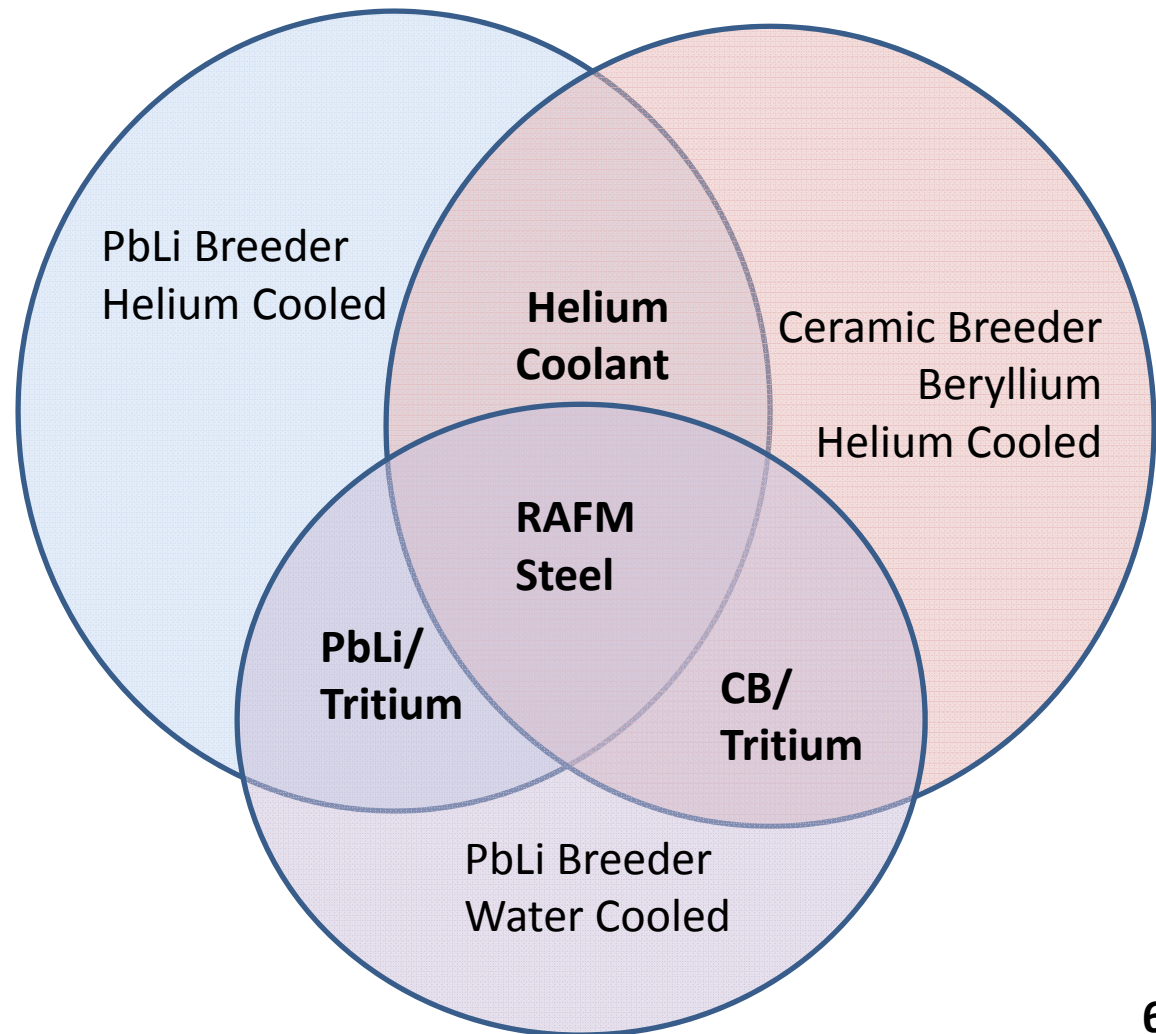 PbLi Breeder
Helium Cooled
Helium
Coolant
Ceramic Breeder
Beryllium
Helium Cooled
RAFM
Steel
PbLi/
Tritium
CB/
Tritium
PbLi Breeder
Water Cooled
6